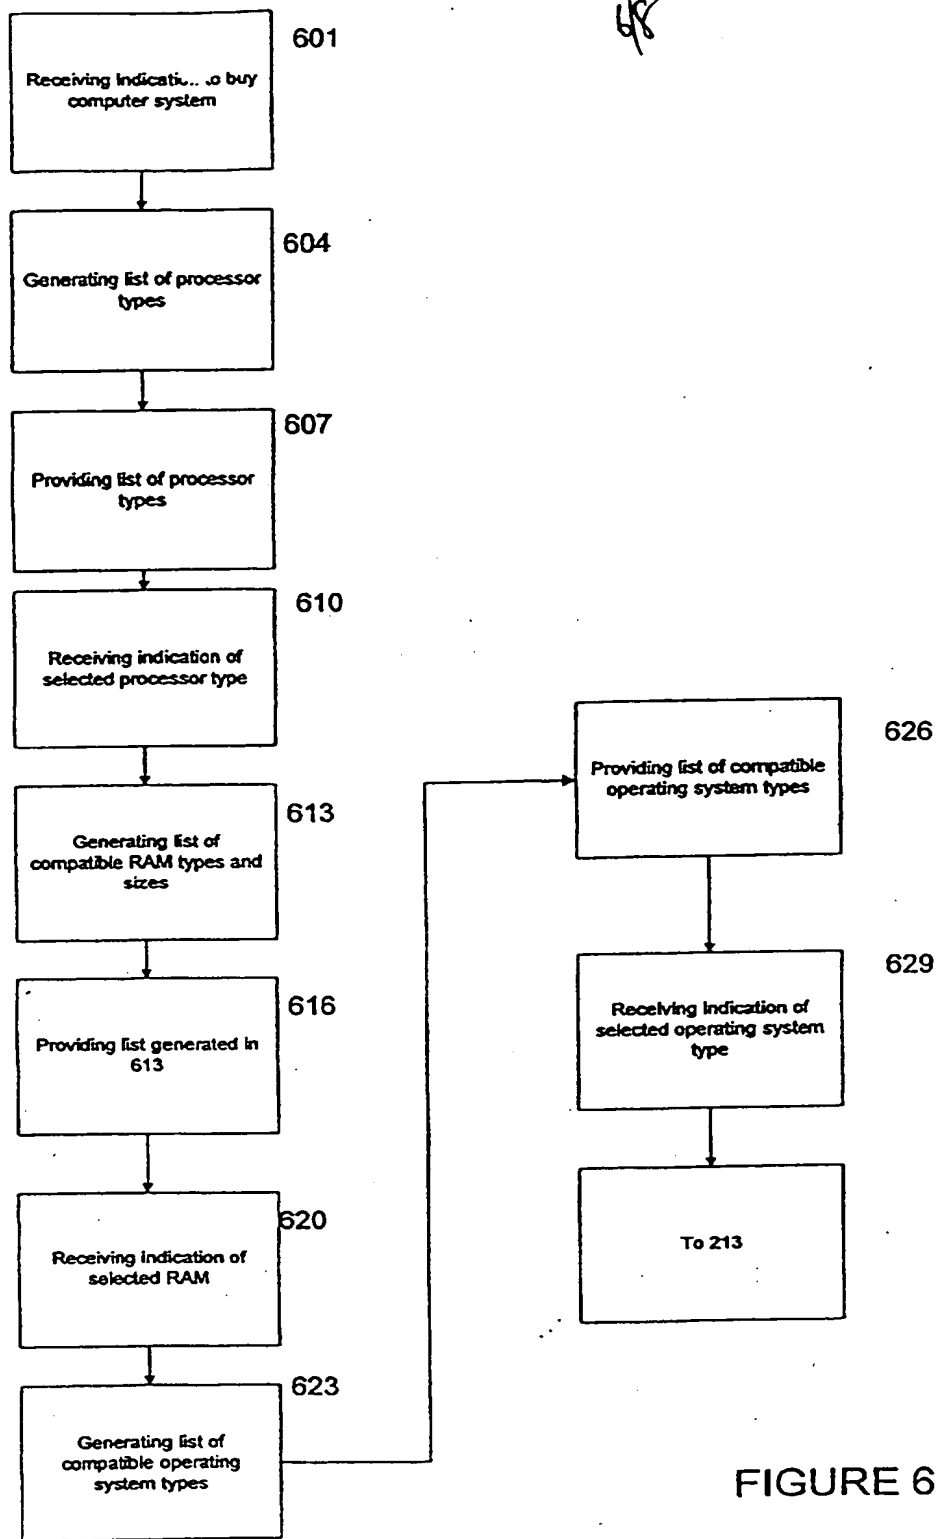 6/8
601
Receiving indicati... .o buy
computer system
604
Generating list of processor
types
607
Providing list of processor
types
610
Receiving indication of
selected processor type
613
Generating list of
compatible RAM types and
sizes
616
Providing list generated in
613
620
Receiving indication of
selected RAM
623
Generating list of
compatible operating
system types
626
Providing list of compatible
operating system types
629
Receiving indication of
selected operating system
type
To 213
FIGURE 6